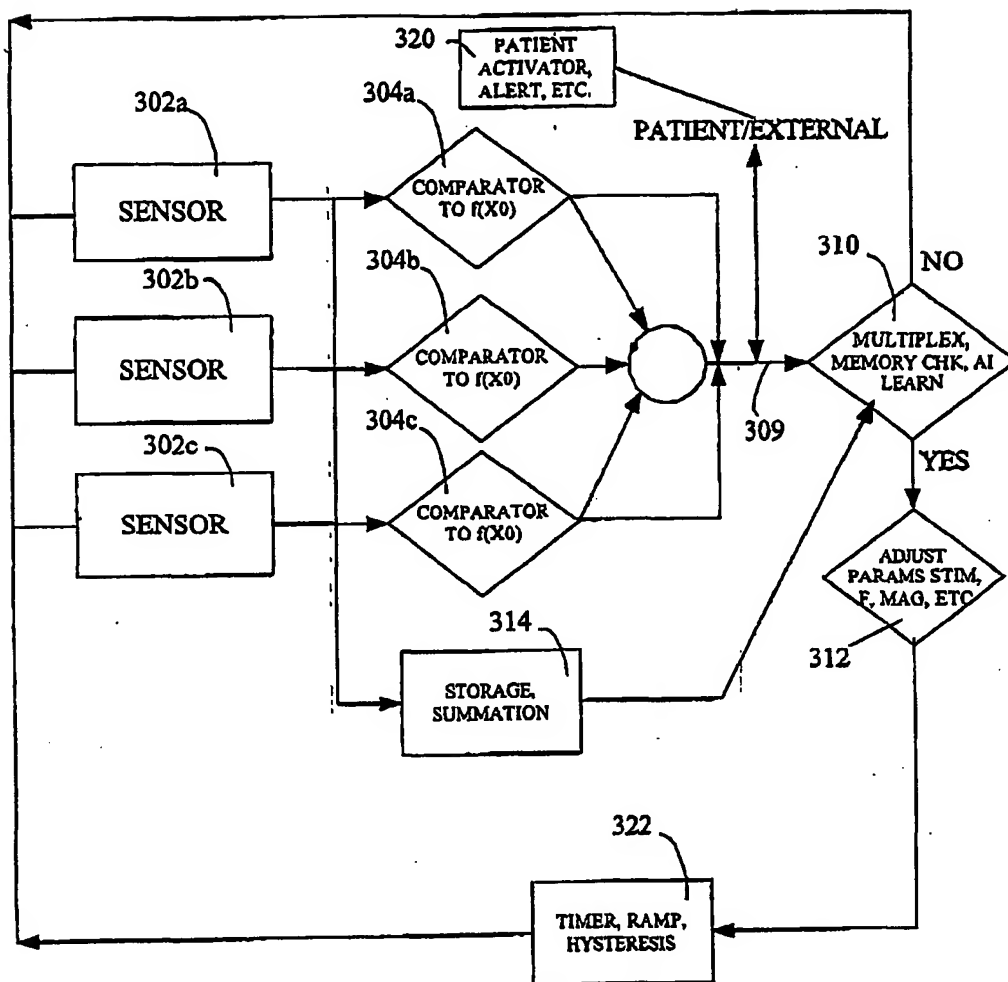 320
PATIENT
ACTIVATOR,
ALERT, ETC.
302a
304a
PATIENT/EXTERNAL
SENSOR
COMPARATOR
TO f(X0)
310
NO
302b
304b
SENSOR
COMPARATOR
TO f(X0)
MULTIPLEX,
MEMORY CHK, AI
LEARN
309
302c
304c
YES
SENSOR
COMPARATOR
TO f(X0)
ADJUST
PARAMS STIM,
F, MAG, ETC
312
314
STORAGE,
SUMMATION
322
TIMER, RAMP,
HYSTERESIS